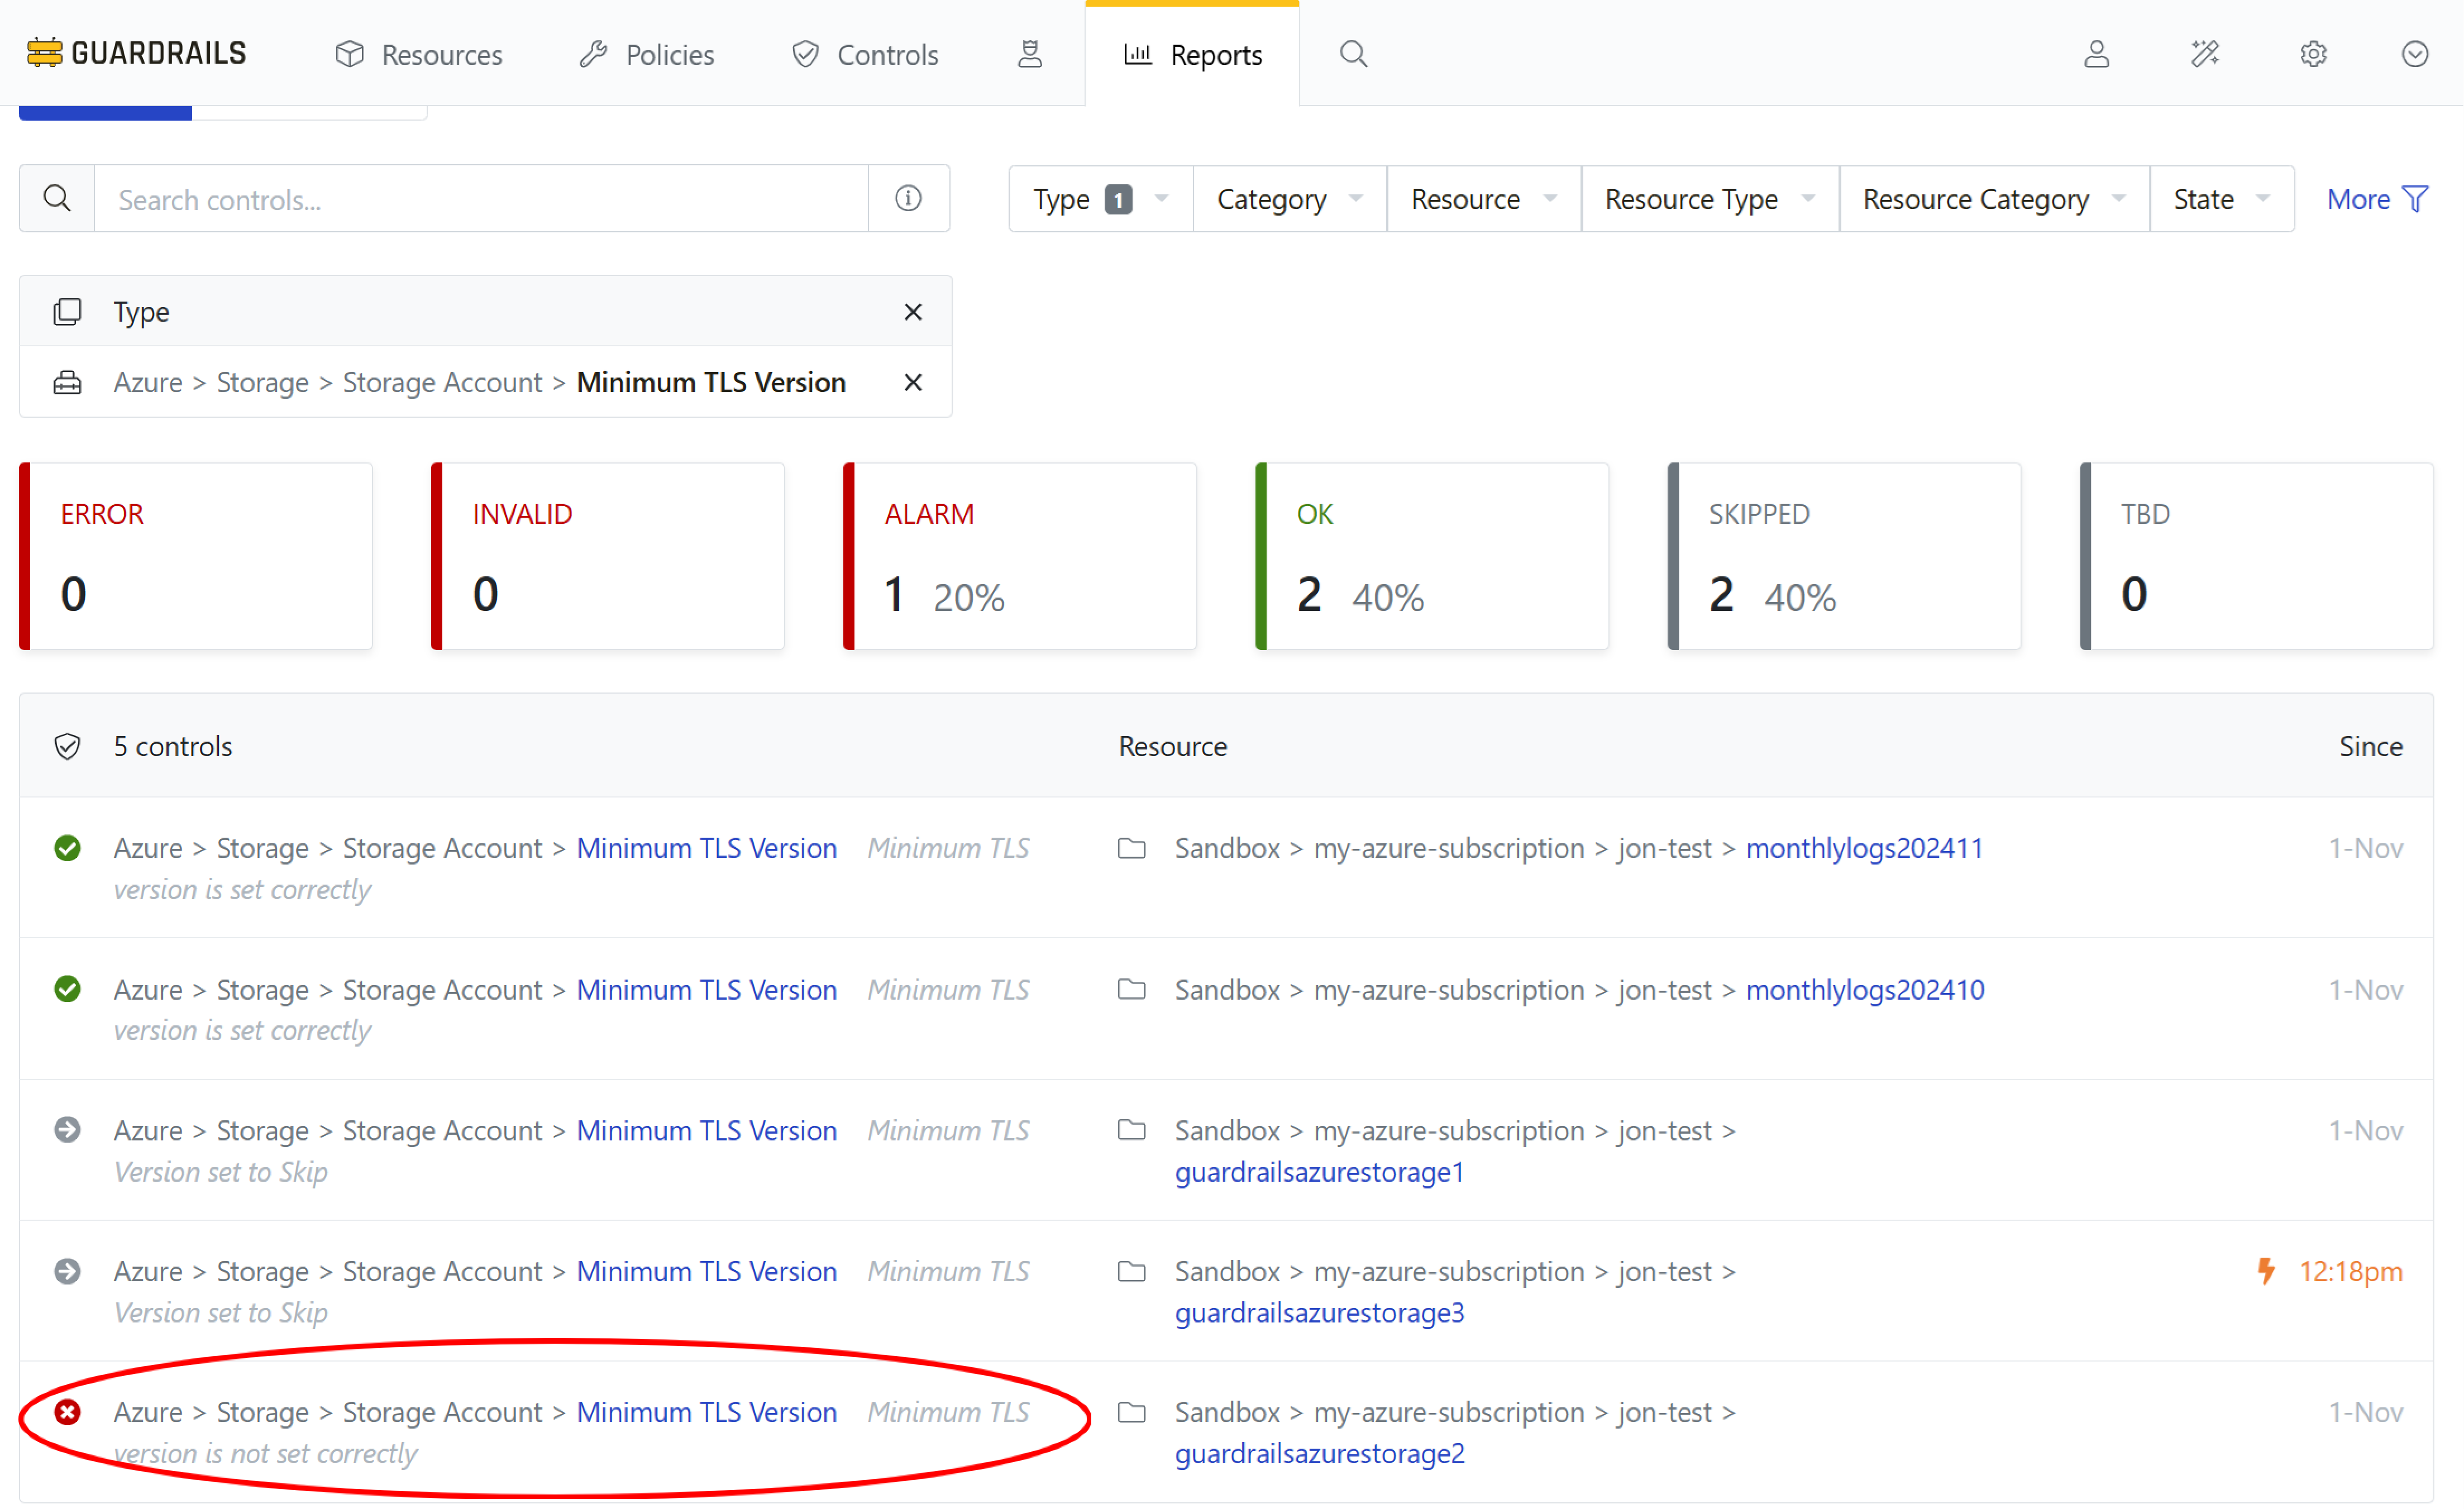 GUARDRAILS Resources Policies Controls Reports
Search controls... Type 1 Category Resource Resource Type Resource Category State More
Type
Azure > Storage > Storage Account > Minimum TLS Version
ERROR INVALID ALARM OK SKIPPED TBD
0 0 1 20% 2 40% 2 40% 0
5 controls Resource Since
Azure > Storage > Storage Account > Minimum TLS Version Minimum TLS Sandbox > my-azure-subscription > jon-test > monthlylogs202411 1-Nov
version is set correctly
Azure > Storage > Storage Account > Minimum TLS Version Minimum TLS Sandbox > my-azure-subscription > jon-test > monthlylogs202410 1-Nov
version is set correctly
Azure > Storage > Storage Account > Minimum TLS Version Minimum TLS Sandbox > my-azure-subscription > jon-test > 1-Nov
Version set to Skip guardrailsazurestorage1
Azure > Storage > Storage Account > Minimum TLS Version Minimum TLS Sandbox > my-azure-subscription > jon-test > 12:18pm
Version set to Skip guardrailsazurestorage3
Azure > Storage > Storage Account > Minimum TLS Version Minimum TLS Sandbox > my-azure-subscription > jon-test > 1-Nov
version is not set correctly guardrailsazurestorage2